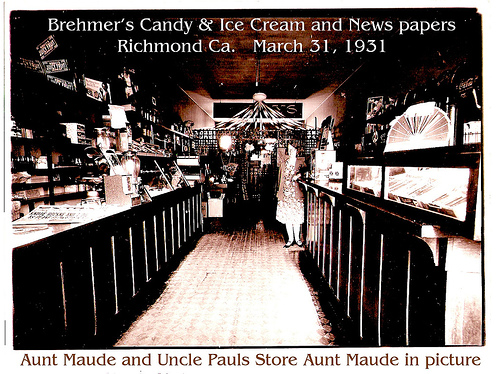 Brehmer's Candy & Ice Cream and News papers
Richmond Ca. March 31, 1931
Aunt Maude and Uncle Pauls Store Aunt Maude in picture